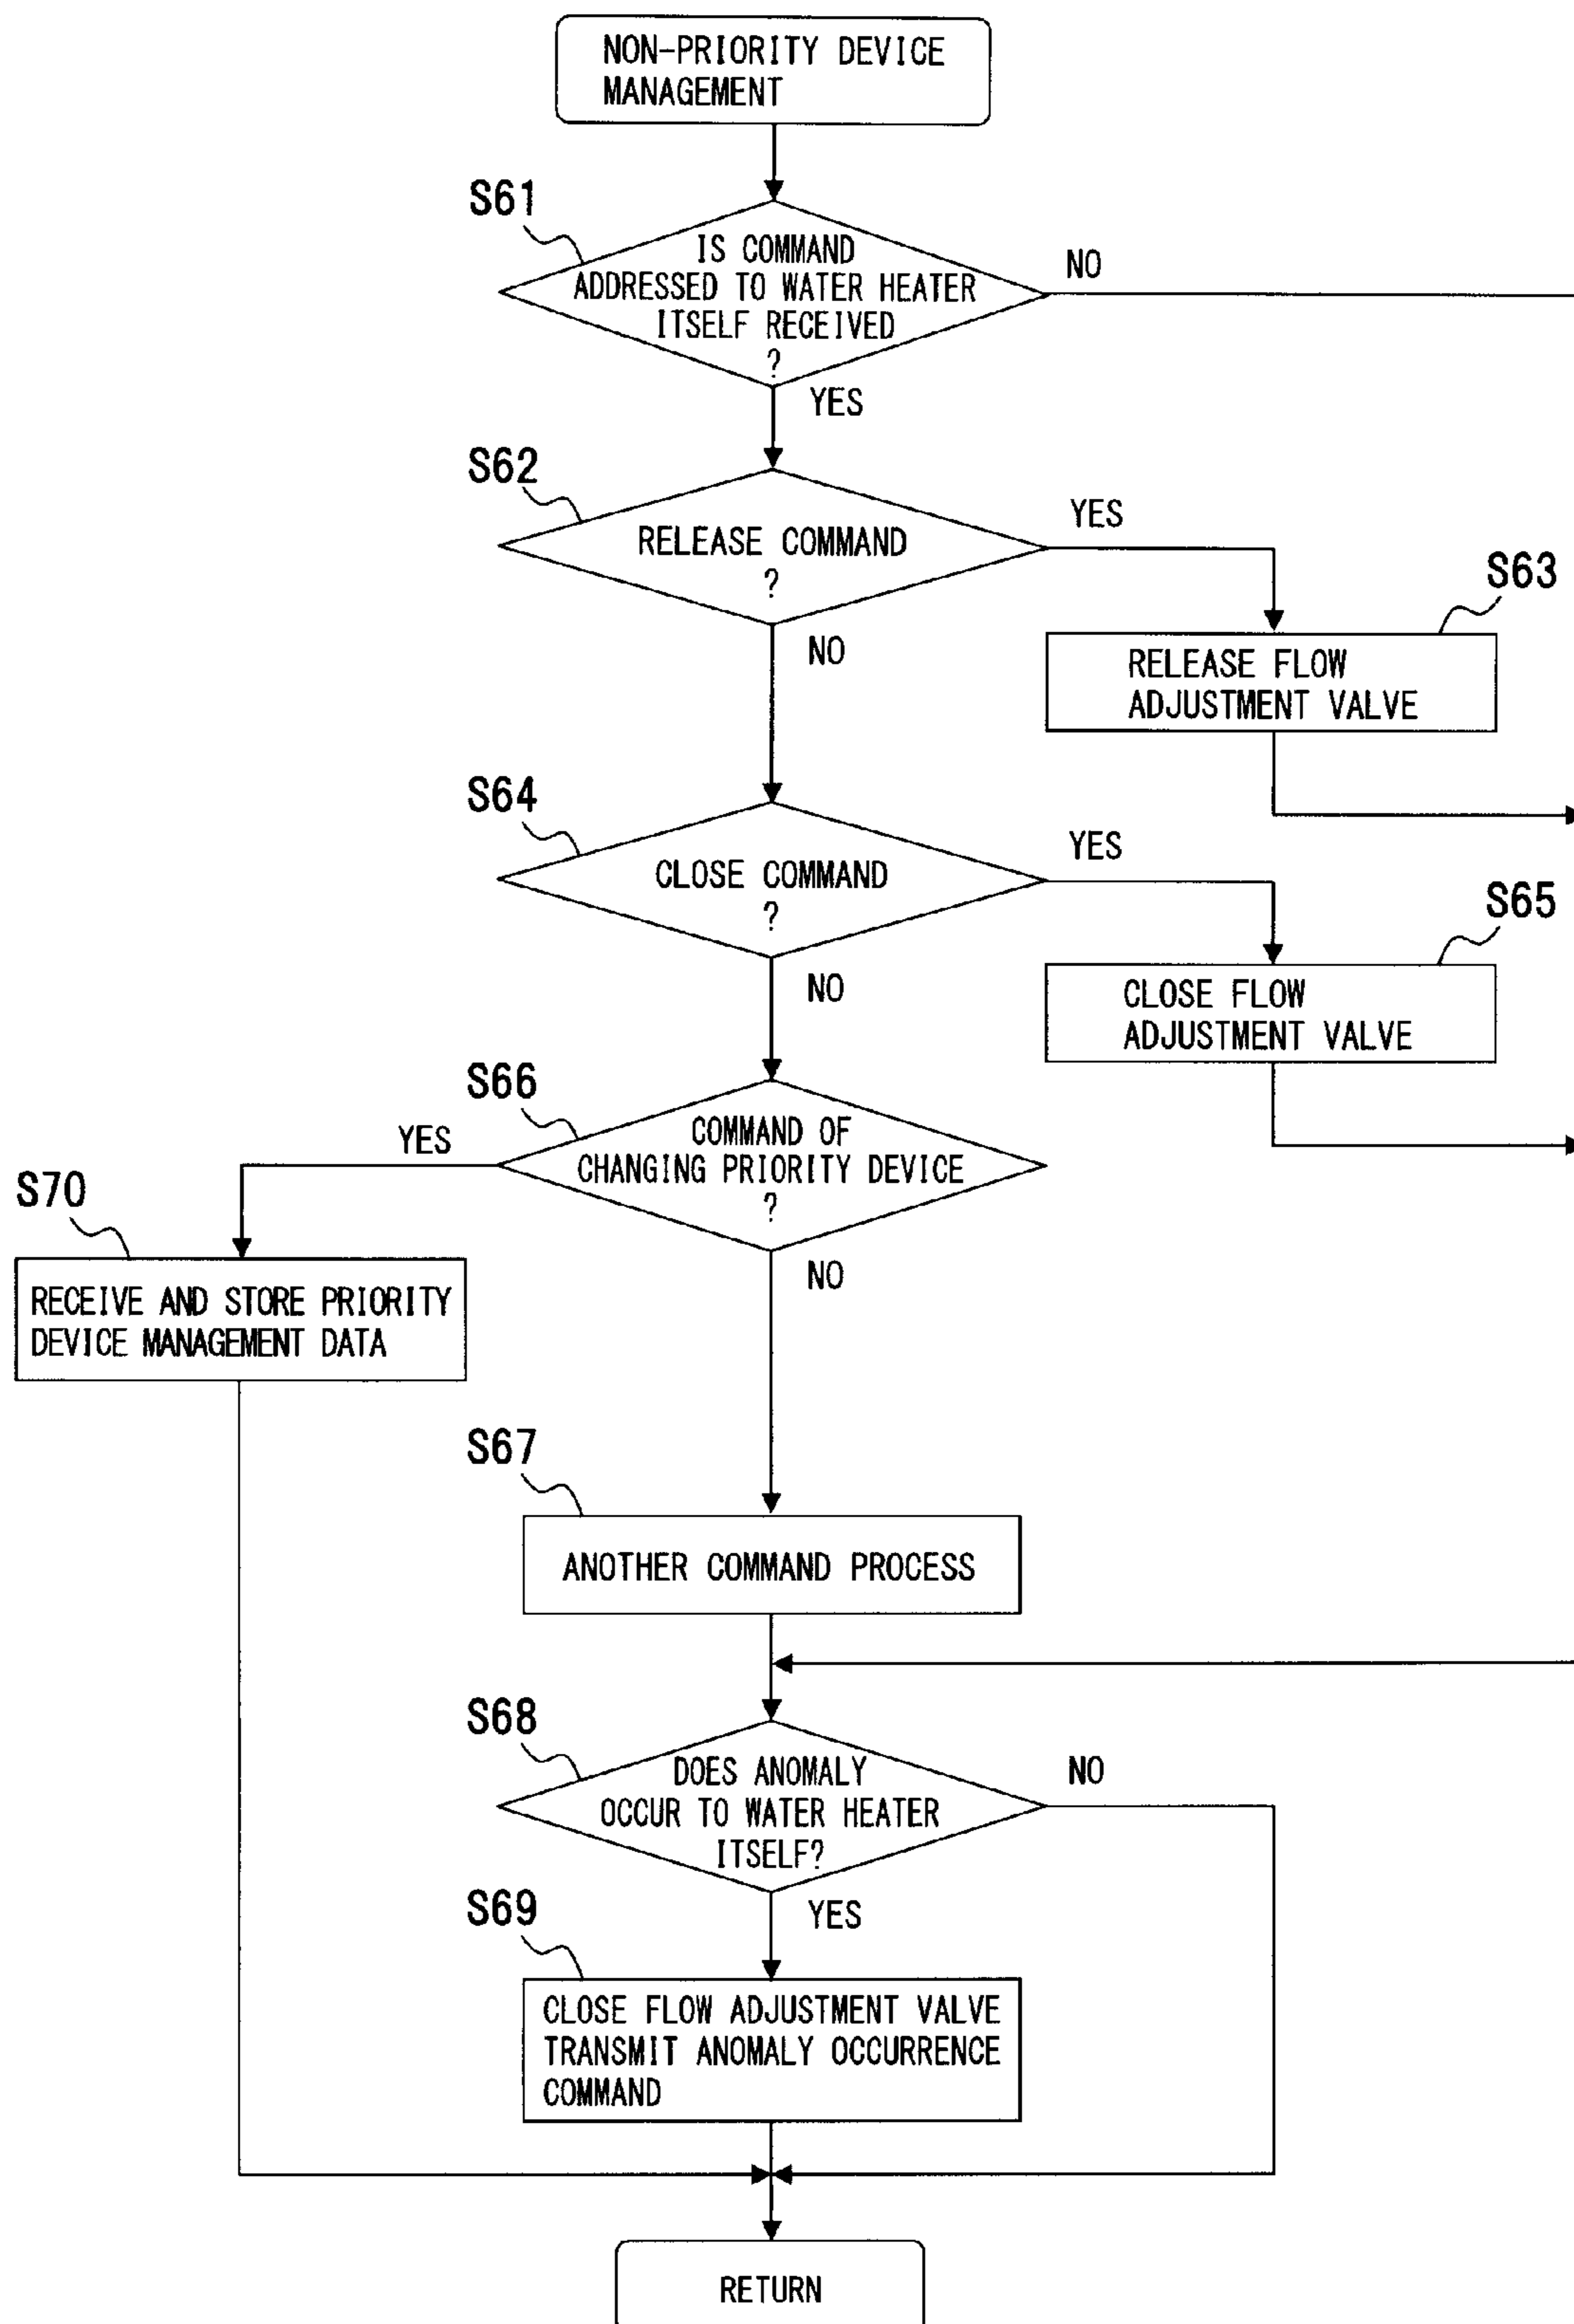 NON-PRIORITY DEVICE
MANAGEMENT
S61
IS COMMAND
ADDRESSED TO WATER HEATER
ITSELF RECEIVED
?
NO
YES
S62
RELEASE COMMAND
?
YES
NO
S63
RELEASE FLOW
ADJUSTMENT VALVE
S64
CLOSE COMMAND
?
YES
NO
S65
CLOSE FLOW
ADJUSTMENT VALVE
S66
COMMAND OF
CHANGING PRIORITY DEVICE
?
YES
NO
S70
RECEIVE AND STORE PRIORITY
DEVICE MANAGEMENT DATA
S67
ANOTHER COMMAND PROCESS
S68
DOES ANOMALY
OCCUR TO WATER HEATER
ITSELF?
NO
YES
S69
CLOSE FLOW ADJUSTMENT VALVE
TRANSMIT ANOMALY OCCURRENCE
COMMAND
RETURN